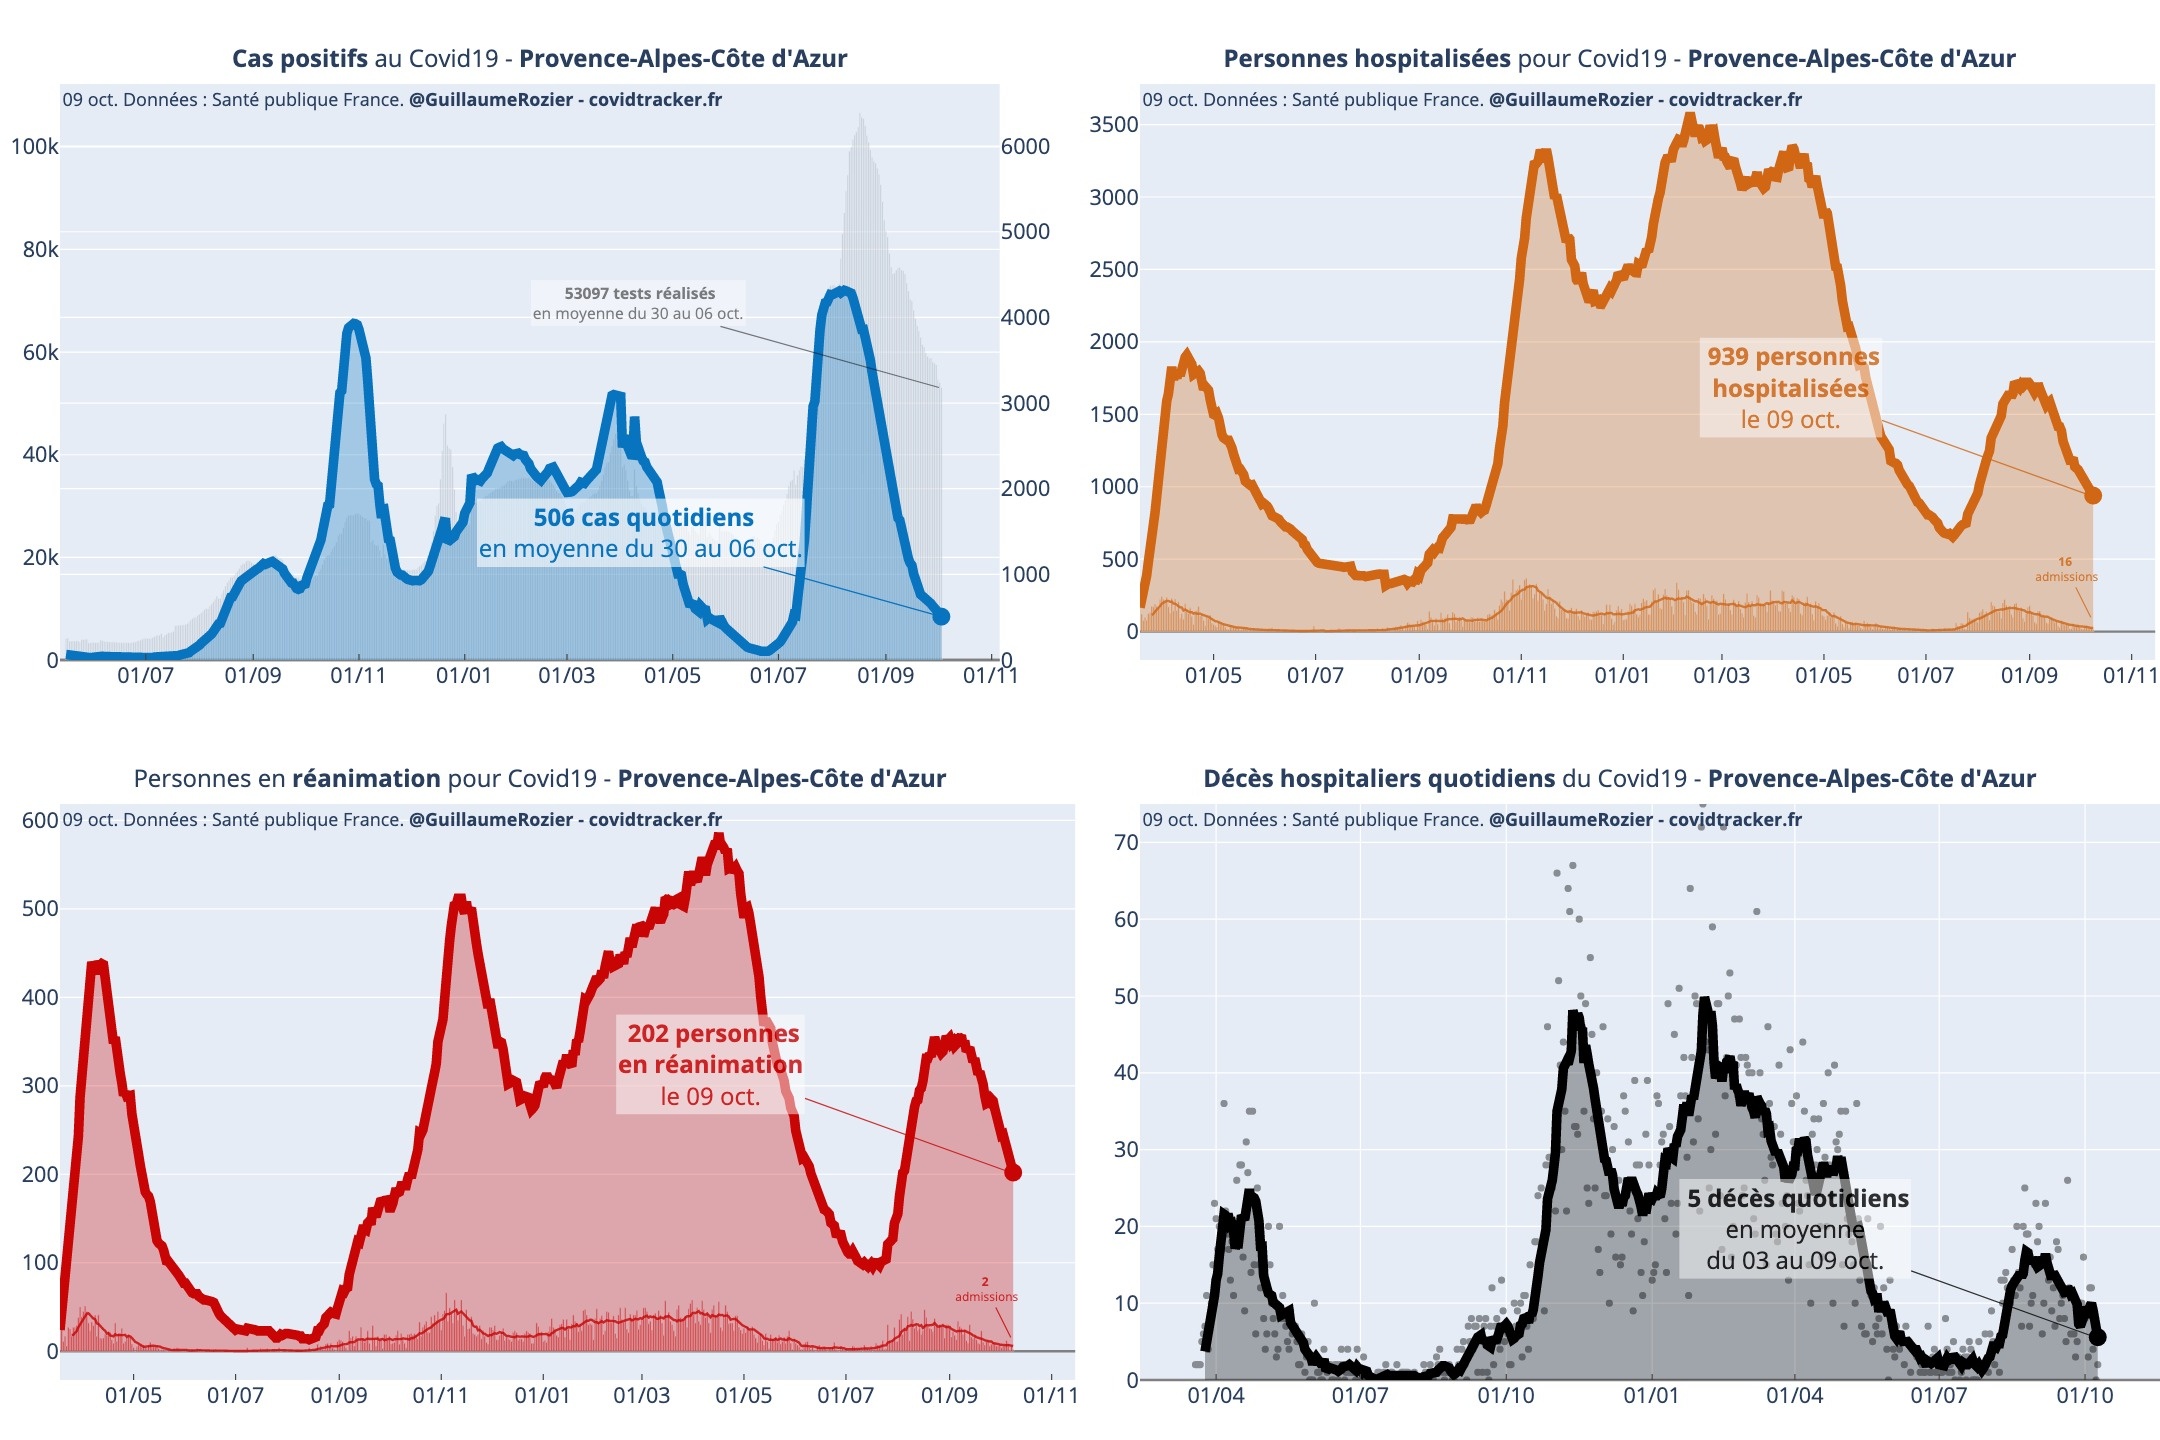 Cas positifs au Covid19 - Provence-Alpes-Côte d'Azur
09 oct. Données : Santé publique France. @GuillaumeRozier - covidtracker.fr
100k
80k
60k
40k
20k
0
6000
5000
4000
3000
2000
1000
0
53097 tests réalisés
en moyenne du 30 au 06 oct.
506 cas quotidiens
en moyenne du 30 au 06 oct.
01/07 01/09 01/11 01/01 01/03 01/05 01/07 01/09 01/11
Personnes hospitalisées pour Covid19 - Provence-Alpes-Côte d'Azur
09 oct. Données : Santé publique France. @GuillaumeRozier - covidtracker.fr
3500
3000
2500
2000
1500
1000
500
0
939 personnes
hospitalisées
le 09 oct.
16
admissions
01/05 01/07 01/09 01/11 01/01 01/03 01/05 01/07 01/09 01/11
Personnes en réanimation pour Covid19 - Provence-Alpes-Côte d'Azur
09 oct. Données : Santé publique France. @GuillaumeRozier - covidtracker.fr
600
500
400
300
200
100
0
202 personnes
en réanimation
le 09 oct.
2
admissions
01/05 01/07 01/09 01/11 01/01 01/03 01/05 01/07 01/09 01/11
Décès hospitaliers quotidiens du Covid19 - Provence-Alpes-Côte d'Azur
09 oct. Données : Santé publique France. @GuillaumeRozier - covidtracker.fr
70
60
50
40
30
20
10
0
5 décès quotidiens
en moyenne
du 03 au 09 oct.
01/04 01/07 01/10 01/01 01/04 01/07 01/10